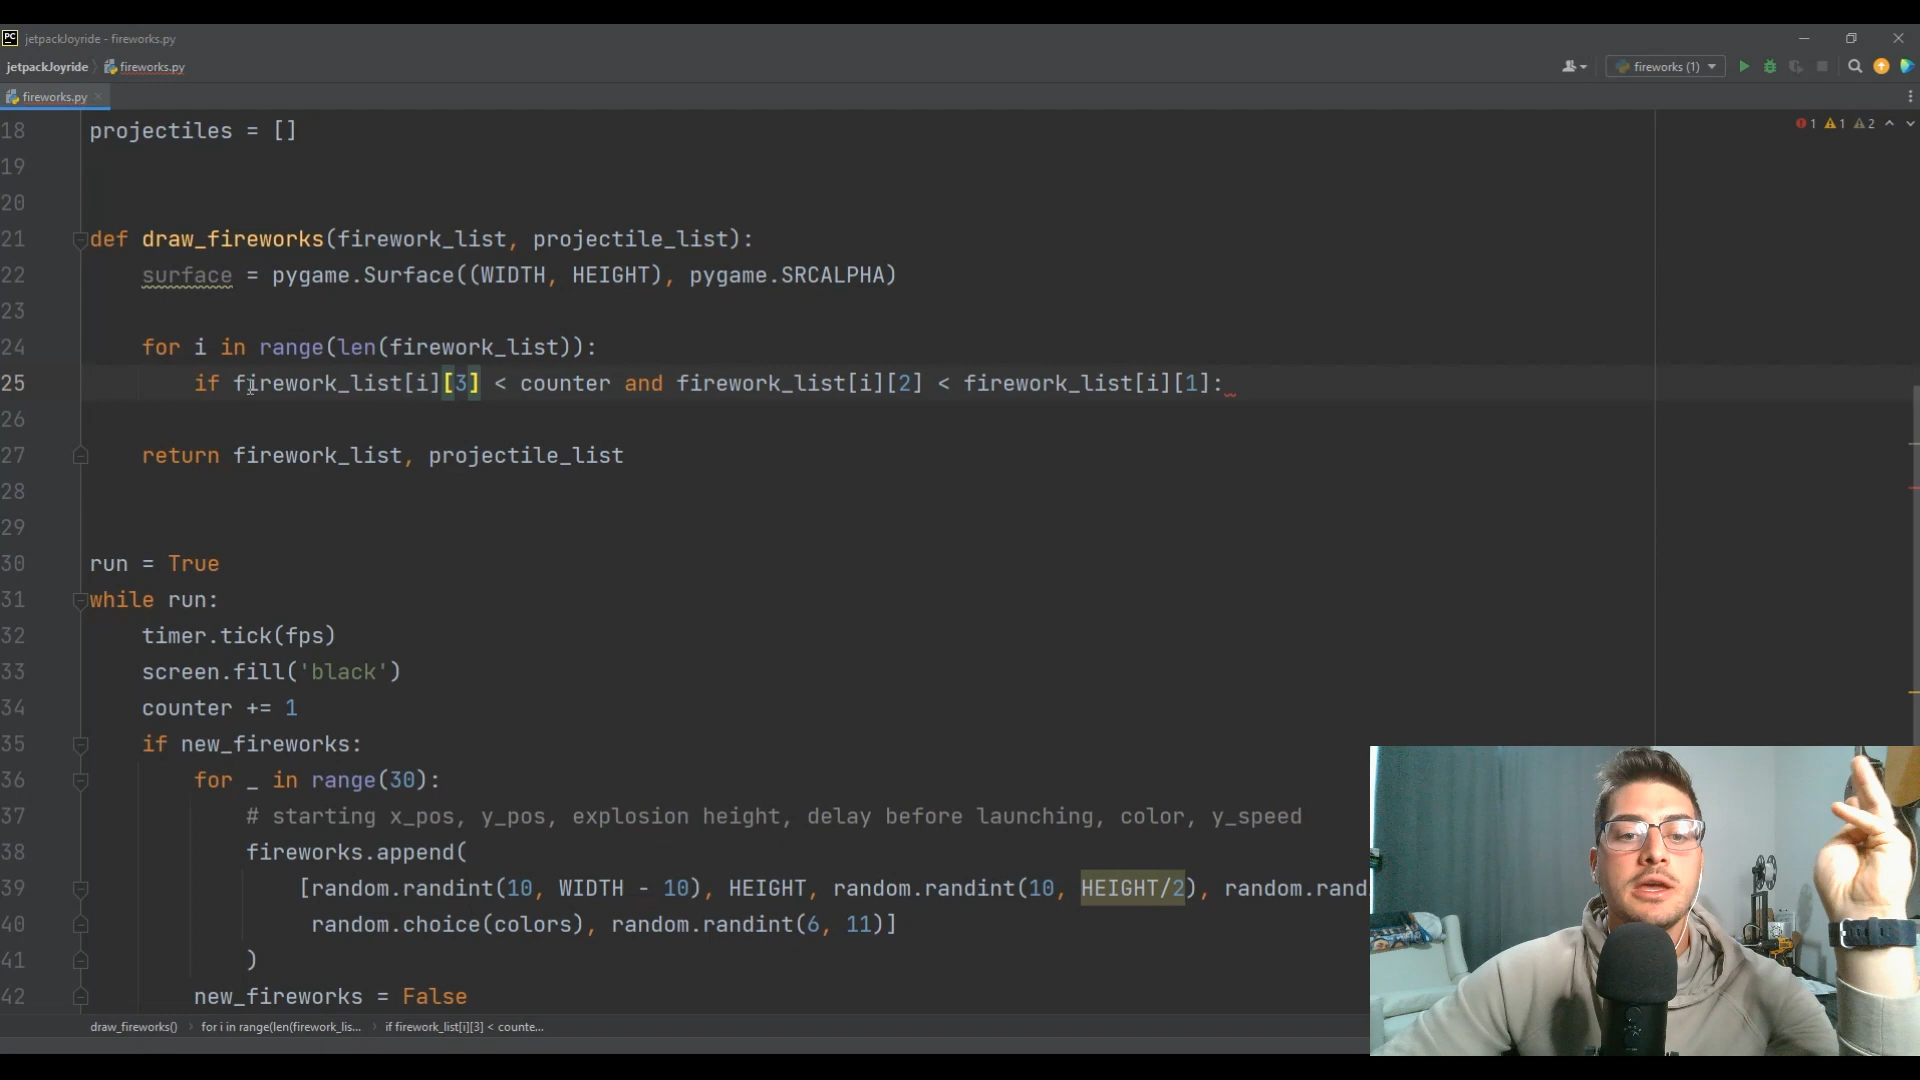 PC jetpackJoyride - fireworks.py
jetpackJoyride fireworks.py fireworks (1)
fireworks.py
1 1 2
18 projectiles = []
19
20
21 def draw_fireworks(firework_list, projectile_list):
22 surface = pygame.Surface((WIDTH, HEIGHT), pygame.SRCALPHA)
23
24 for i in range(len(firework_list)):
25 if firework_list[i][3] < counter and firework_list[i][2] < firework_list[i][1]:
26
27 return firework_list, projectile_list
28
29
30 run = True
31 while run:
32 timer.tick(fps)
33 screen.fill('black')
34 counter += 1
35 if new_fireworks:
36 for _ in range(30):
37 # starting x_pos, y_pos, explosion height, delay before launching, color, y_speed
38 fireworks.append(
39 [random.randint(10, WIDTH - 10), HEIGHT, random.randint(10, HEIGHT/2), random.rand
40 random.choice(colors), random.randint(6, 11)]
41 )
42 new_fireworks = False
draw_fireworks() for i in range(len(firework_lis... if firework_list[i][3] < counte...